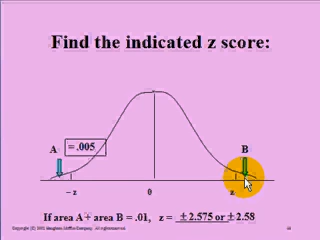 Find the indicated z score:
A = .005 B
– z 0 z
If area A + area B = .01, z = ± 2.575 or ± 2.58